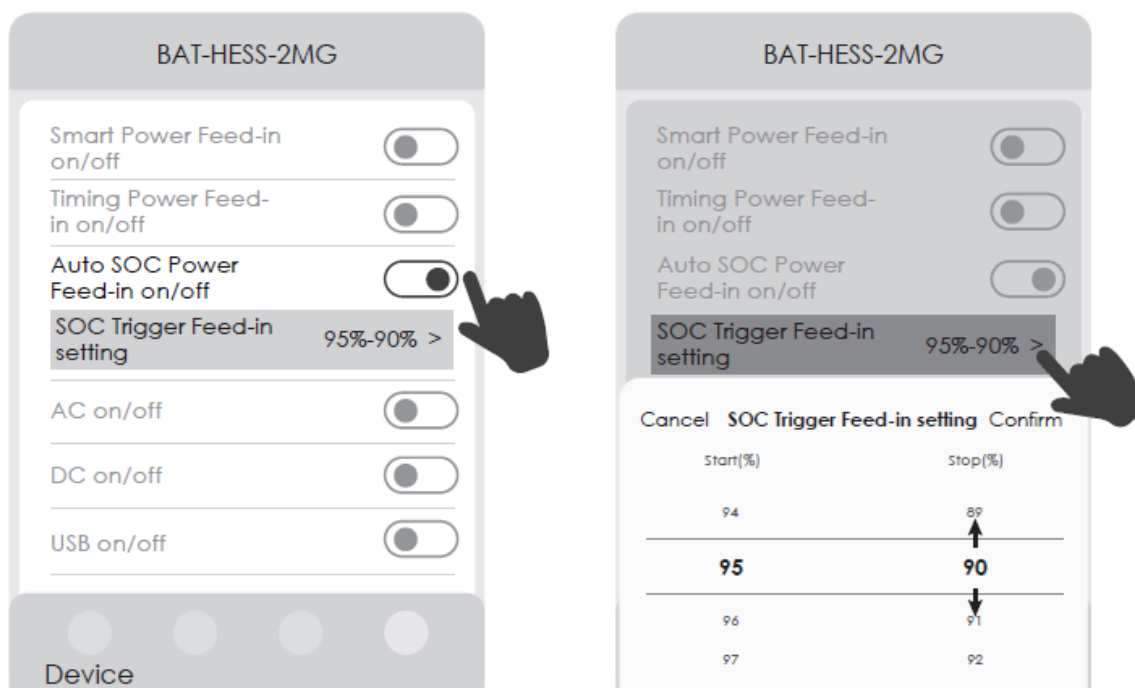 BAT-HESS-2MG
Smart Power Feed-in
on/off
Timing Power Feed-
in on/off
Auto SOC Power
Feed-in on/off
SOC Trigger Feed-in
setting
95%-90% >
AC on/off
DC on/off
USB on/off
Device
BAT-HESS-2MG
Smart Power Feed-in
on/off
Timing Power Feed-
in on/off
Auto SOC Power
Feed-in on/off
SOC Trigger Feed-in
setting
95%-90% >
Cancel SOC Trigger Feed-in setting Confirm
Start(%) Stop(%)
94 89
95 90
96 91
97 92